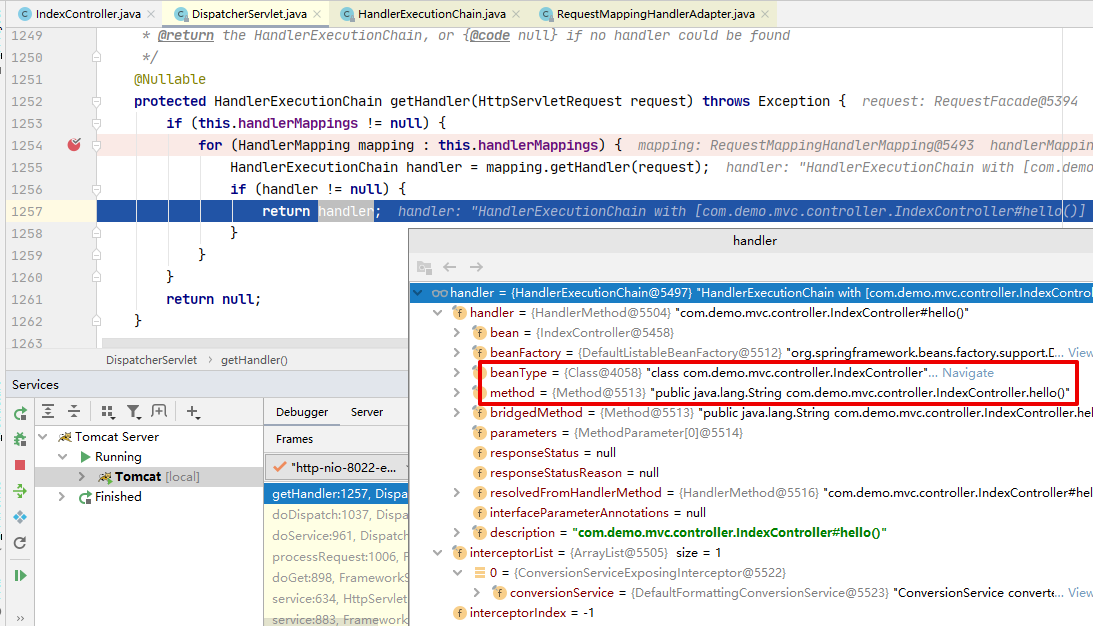 IndexController.java DispatcherServlet.java HandlerExecutionChain.java RequestMappingHandlerAdapter.java
1249 * @return the HandlerExecutionChain, or {@code null} if no handler could be found
1250 */
1251 @Nullable
1252 protected HandlerExecutionChain getHandler(HttpServletRequest request) throws Exception { request: RequestFacade@5394
1253 if (this.handlerMappings != null) {
1254 for (HandlerMapping mapping : this.handlerMappings) { mapping: RequestMappingHandlerMapping@5493 handlerMappin
1255 HandlerExecutionChain handler = mapping.getHandler(request); handler: "HandlerExecutionChain with [com.demo
1256 if (handler != null) {
1257 return handler; handler: "HandlerExecutionChain with [com.demo.mvc.controller.IndexController#hello()]
1258 }
1259 }
1260 }
1261 return null;
1262 }
1263
DispatcherServlet > getHandler()
Services
Debugger Server
Tomcat Server
Running
Tomcat [local]
Finished
Frames
"http-nio-8022-e...
getHandler:1257, Dispa
doDispatch:1037, Dispa
doService:961, Dispatch
processRequest:1006, F
doGet:898, FrameworkS
service:634, HttpServlet
service:883, Framework
handler
handler = {HandlerExecutionChain@5497} "HandlerExecutionChain with [com.demo.mvc.controller.IndexContro
handler = {HandlerMethod@5504} "com.demo.mvc.controller.IndexController#hello()"
bean = {IndexController@5458}
beanFactory = {DefaultListableBeanFactory@5512} "org.springframework.beans.factory.support.D... View
beanType = {Class@4058} "class com.demo.mvc.controller.IndexController"... Navigate
method = {Method@5513} "public java.lang.String com.demo.mvc.controller.IndexController.hello()"
bridgedMethod = {Method@5513} "public java.lang.String com.demo.mvc.controller.IndexController.hel
parameters = {MethodParameter[0]@5514}
responseStatus = null
responseStatusReason = null
resolvedFromHandlerMethod = {HandlerMethod@5516} "com.demo.mvc.controller.IndexController#hel
interfaceParameterAnnotations = null
description = "com.demo.mvc.controller.IndexController#hello()"
interceptorList = {ArrayList@5505} size = 1
0 = {ConversionServiceExposingInterceptor@5522}
conversionService = {DefaultFormattingConversionService@5523} "ConversionService converte... View
interceptorIndex = -1